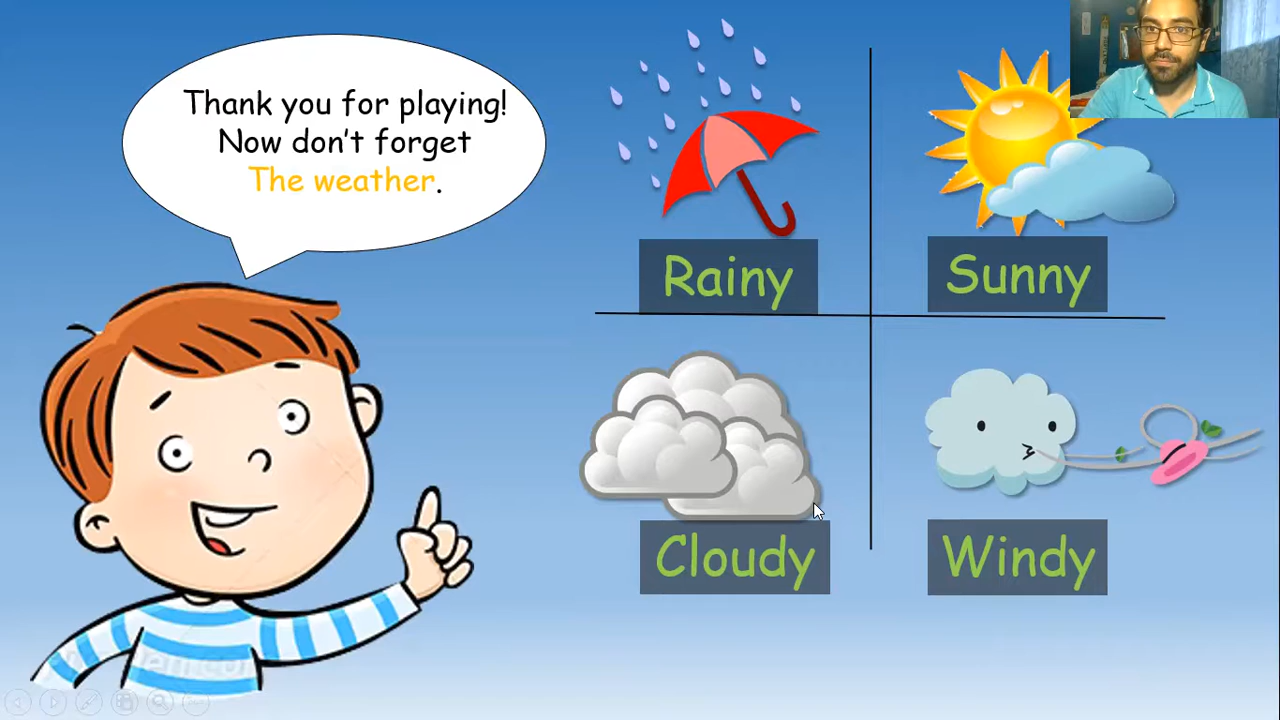 Thank you for playing!
Now don't forget
The weather.
Rainy
Sunny
Cloudy
Windy